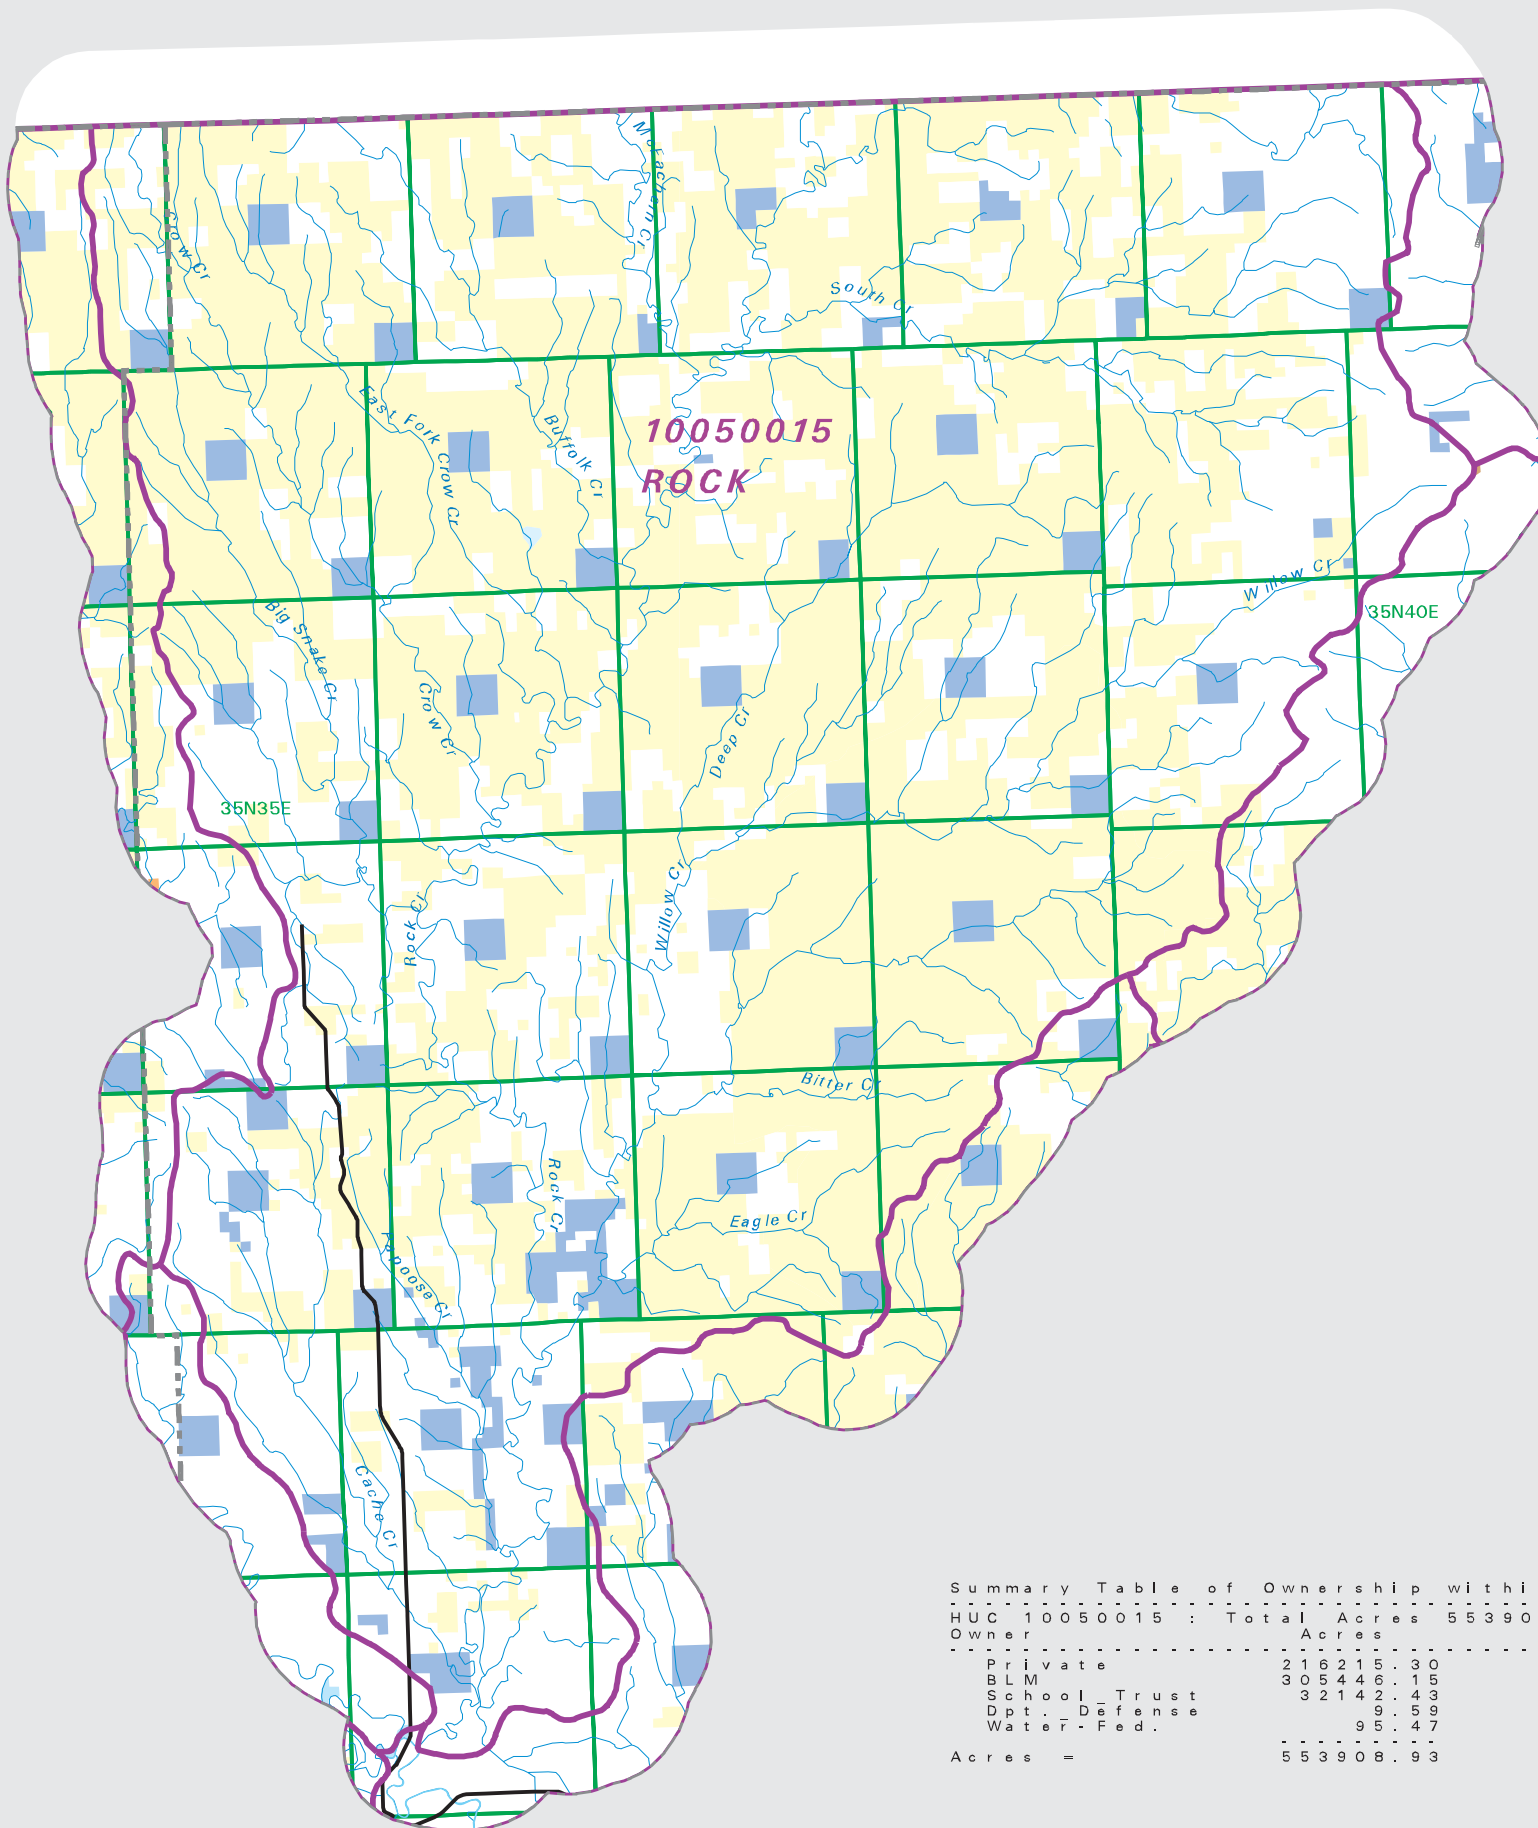 Crow Cr
McEachern Cr
South Cr
East Fork Crow Cr
Buffolk Cr
10050015
ROCK
Willow Cr
35N40E
Big Snake Cr
Crow Cr
Deep Cr
35N35E
Rock Cr
Willow Cr
Bitter Cr
Rock Cr
Eagle Cr
Papoose Cr
Cache Cr
Summary Table of Ownership withi
HUC 10050015 : Total Acres 55390
Owner Acres
Private 216215.30
BLM 305446.15
School_Trust 32142.43
Dpt._Defense 9.59
Water-Fed. 95.47
Acres = 553908.93